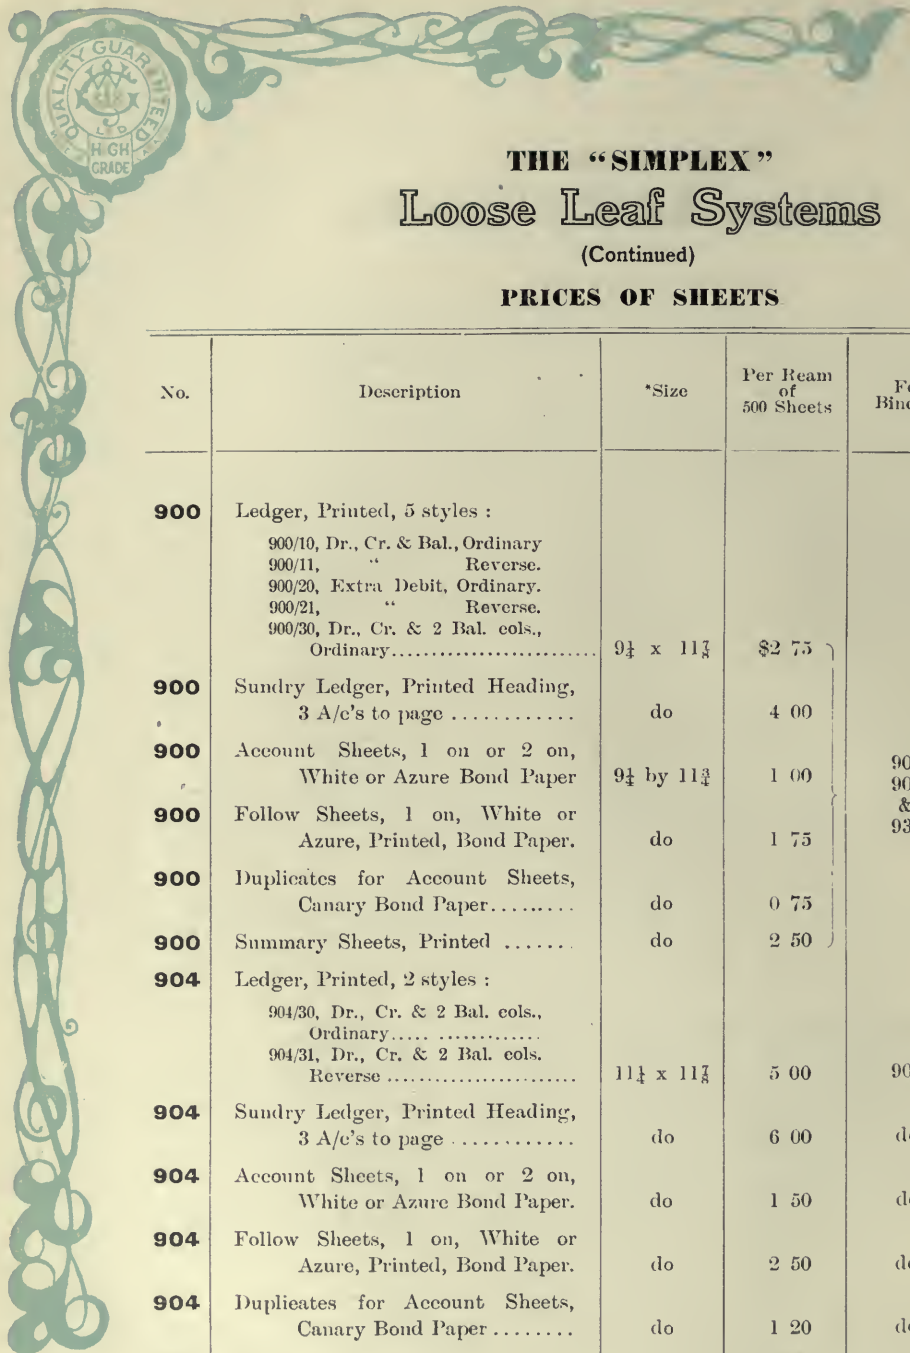 QUALITY GUARANTEED
LD
HIGH
GRADE
THE "SIMPLEX"
Loose Leaf Systems
(Continued)
PRICES OF SHEETS
No. Description *Size Per Ream of 500 Sheets
900 Ledger, Printed, 5 styles :
900/10, Dr., Cr. & Bal., Ordinary
900/11, " Reverse.
900/20, Extra Debit, Ordinary.
900/21, " Reverse.
900/30, Dr., Cr. & 2 Bal. cols.,
Ordinary.......................... 9¼ x 11⅞ $2 75
900 Sundry Ledger, Printed Heading,
3 A/c's to page ............ do 4 00
900 Account Sheets, 1 on or 2 on,
White or Azure Bond Paper 9¼ by 11¾ 1 00
900 Follow Sheets, 1 on, White or
&
Azure, Printed, Bond Paper. do 1 75
900 Duplicates for Account Sheets,
Canary Bond Paper......... do 0 75
900 Summary Sheets, Printed ....... do 2 50
904 Ledger, Printed, 2 styles :
904/30, Dr., Cr. & 2 Bal. cols.,
Ordinary..... .............
904/31, Dr., Cr. & 2 Bal. cols.
Reverse ........................ 11¼ x 11⅞ 5 00
904 Sundry Ledger, Printed Heading,
3 A/c's to page ............ do 6 00
904 Account Sheets, 1 on or 2 on,
White or Azure Bond Paper. do 1 50
904 Follow Sheets, 1 on, White or
Azure, Printed, Bond Paper. do 2 50
904 Duplicates for Account Sheets,
Canary Bond Paper ........ do 1 20